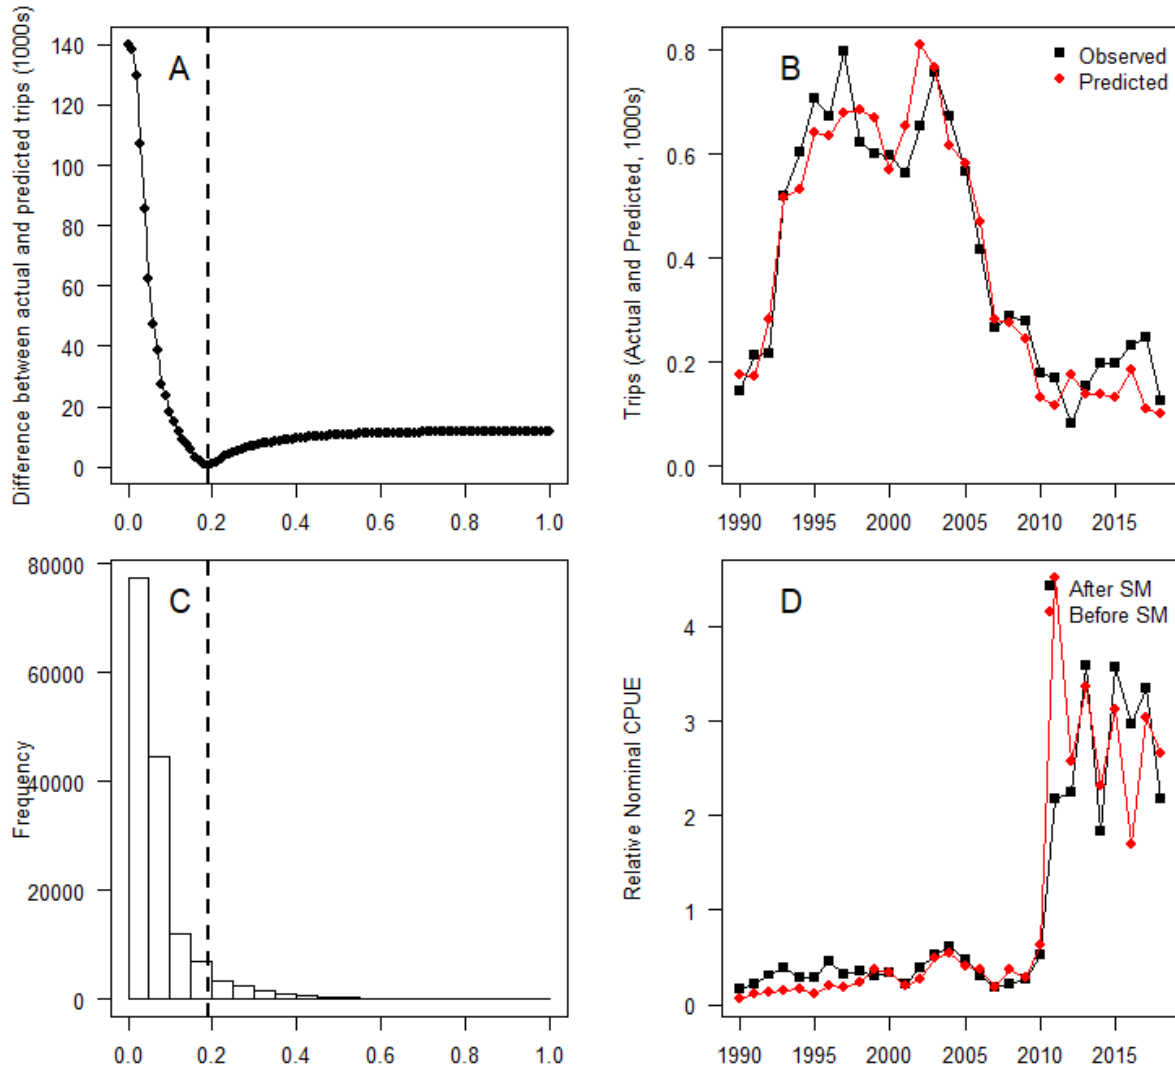 Difference between actual and predicted trips (1000s)
140
120
100
80
60
40
20
0
A
0.0 0.2 0.4 0.6 0.8 1.0
Trips (Actual and Predicted, 1000s)
0.8
0.6
0.4
0.2
0.0
B
Observed
Predicted
1990 1995 2000 2005 2010 2015
Frequency
80000
60000
40000
20000
0
C
0.0 0.2 0.4 0.6 0.8 1.0
Relative Nominal CPUE
4
3
2
1
0
D
After SM
Before SM
1990 1995 2000 2005 2010 2015